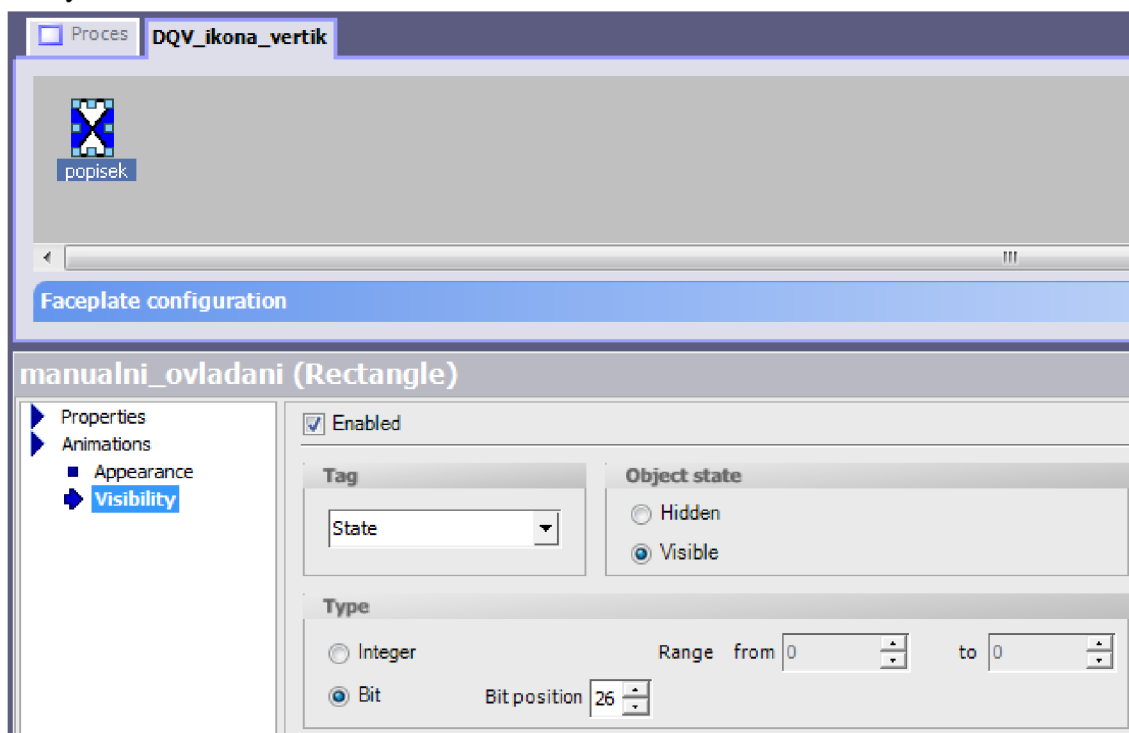 Proces DQV_ikona_vertik
popisek
Faceplate configuration
manualni_ovladani (Rectangle)
Properties
Animations
Appearance
Visibility
Enabled
Tag
State
Object state
Hidden
Visible
Type
Integer Range from 0 to 0
Bit Bit position 26